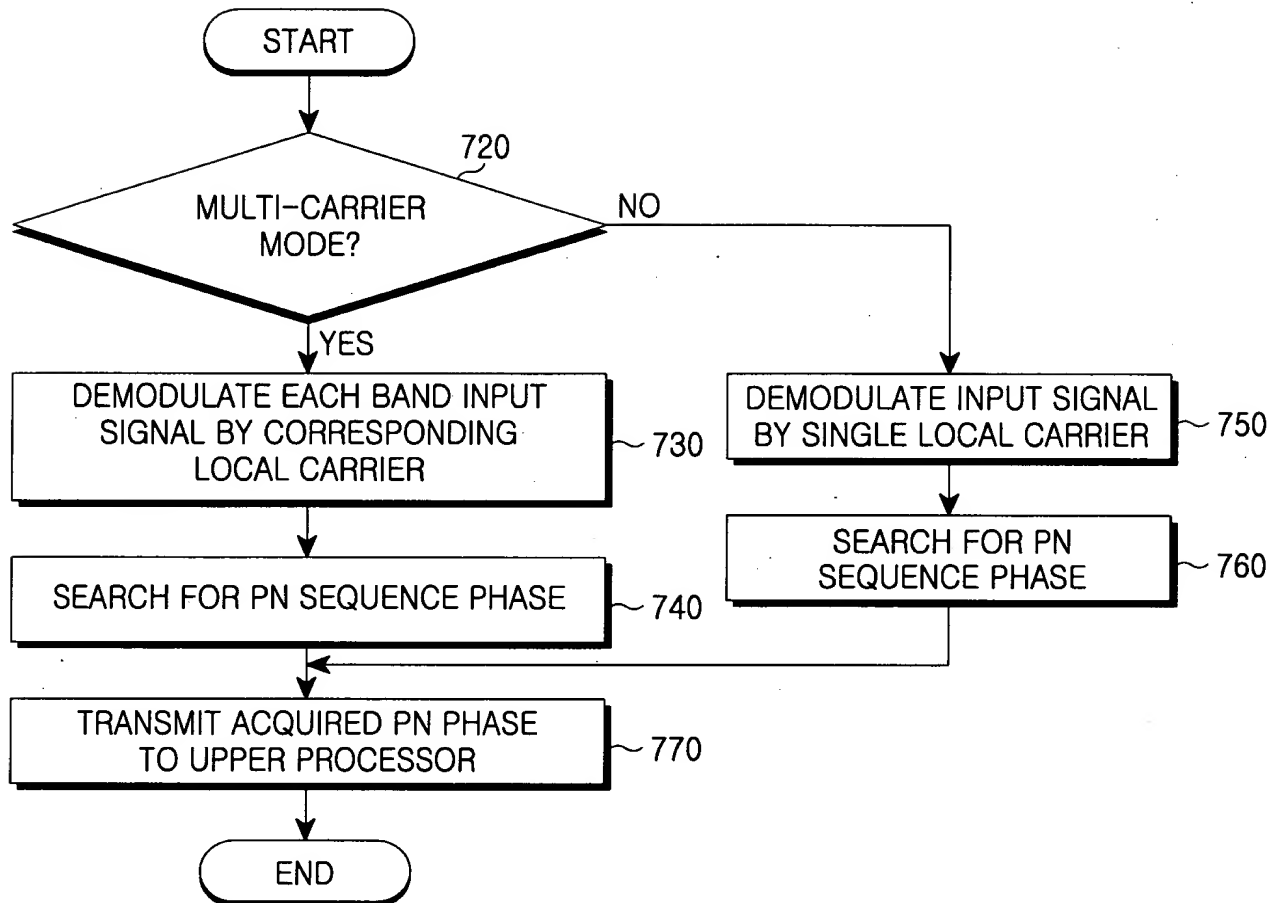 START
720
MULTI-CARRIER
MODE?
NO
YES
DEMODULATE EACH BAND INPUT
SIGNAL BY CORRESPONDING
LOCAL CARRIER
730
DEMODULATE INPUT SIGNAL
BY SINGLE LOCAL CARRIER
750
SEARCH FOR PN SEQUENCE PHASE
740
SEARCH FOR PN
SEQUENCE PHASE
760
TRANSMIT ACQUIRED PN PHASE
TO UPPER PROCESSOR
770
END